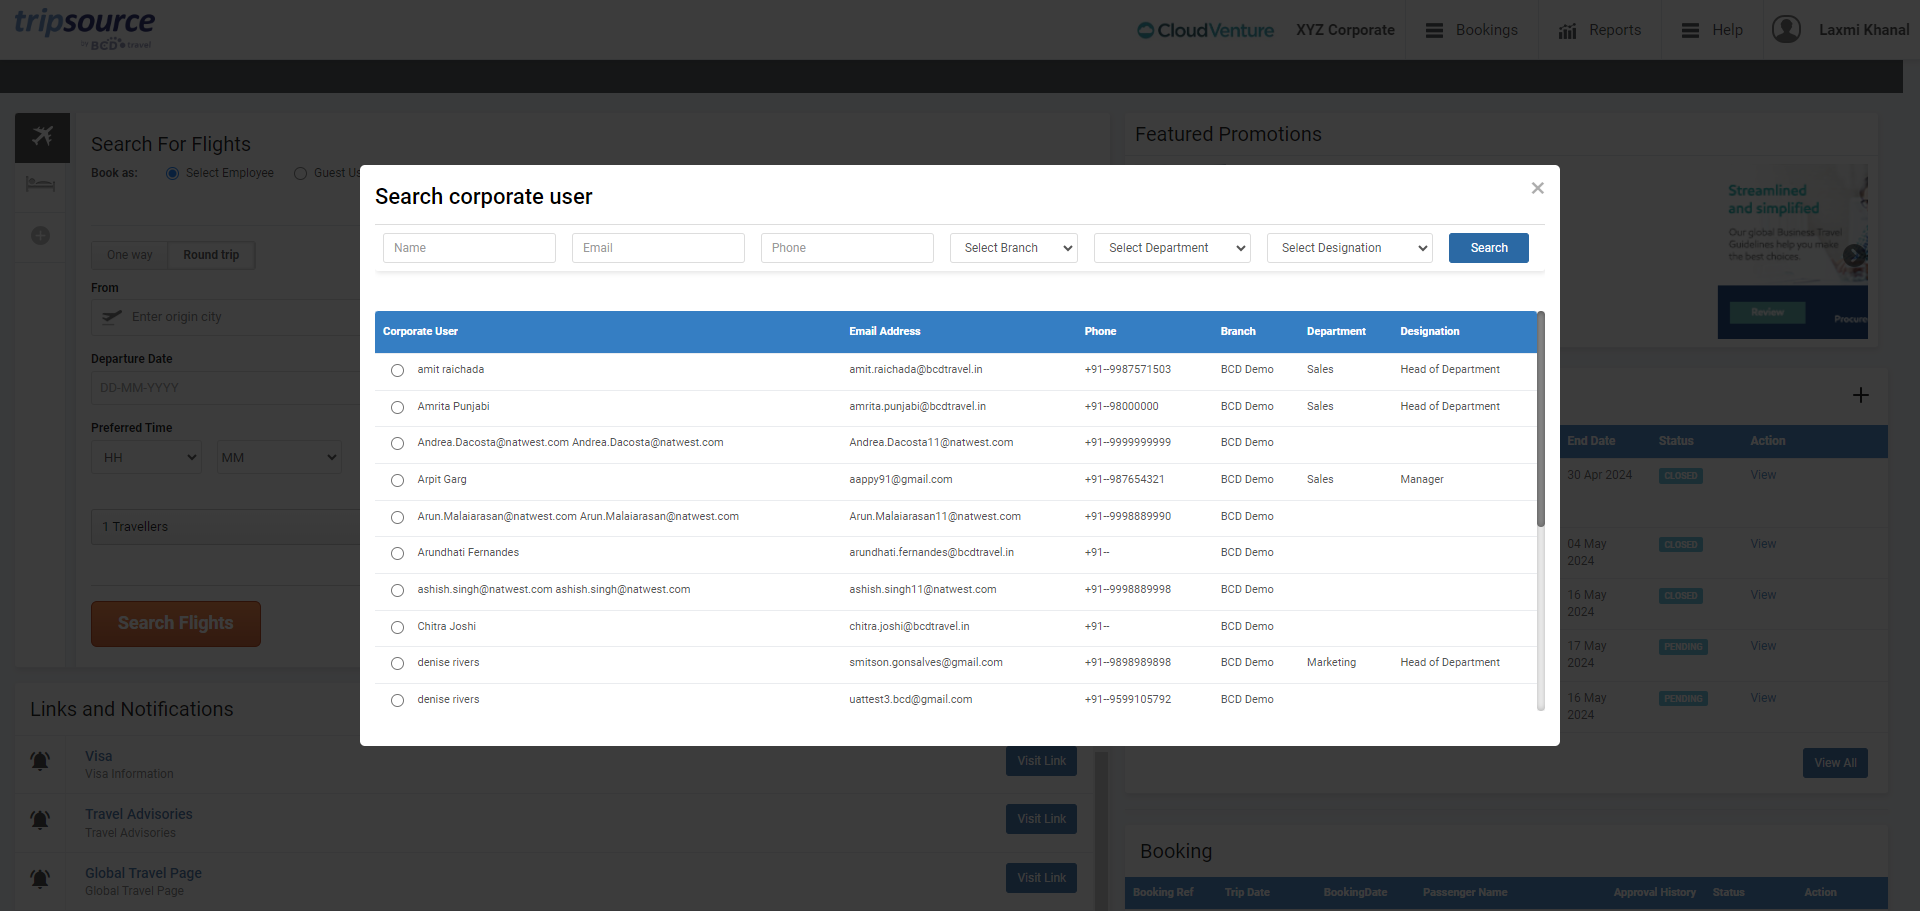 tripsource
by BCD travel
CloudVenture
XYZ Corporate
Bookings
Reports
Help
Laxmi Khanal
Search For Flights
Book as: Select Employee Guest Us
One way Round trip
From
Enter origin city
Departure Date
DD-MM-YYYY
Preferred Time
HH MM
1 Travellers
Search Flights
Featured Promotions
Streamlined
and simplified
Our global Business Travel
Guidelines help you make
the best choices.
Review
Procure
Search corporate user
×
Name Email Phone Select Branch Select Department Select Designation Search
Corporate User Email Address Phone Branch Department Designation
amit raichada amit.raichada@bcdtravel.in +91--9987571503 BCD Demo Sales Head of Department
Amrita Punjabi amrita.punjabi@bcdtravel.in +91--98000000 BCD Demo Sales Head of Department
Andrea.Dacosta@natwest.com Andrea.Dacosta@natwest.com Andrea.Dacosta11@natwest.com +91--9999999999 BCD Demo
Arpit Garg aappy91@gmail.com +91--987654321 BCD Demo Sales Manager
Arun.Malaiarasan@natwest.com Arun.Malaiarasan@natwest.com Arun.Malaiarasan11@natwest.com +91--9998889990 BCD Demo
Arundhati Fernandes arundhati.fernandes@bcdtravel.in +91-- BCD Demo
ashish.singh@natwest.com ashish.singh@natwest.com ashish.singh11@natwest.com +91--9998889998 BCD Demo
Chitra Joshi chitra.joshi@bcdtravel.in +91-- BCD Demo
denise rivers smitson.gonsalves@gmail.com +91--9898989898 BCD Demo Marketing Head of Department
denise rivers uattest3.bcd@gmail.com +91--9599105792 BCD Demo
End Date Status Action
30 Apr 2024 CLOSED View
04 May
2024 CLOSED View
16 May
2024 CLOSED View
17 May
2024 PENDING View
16 May
2024 PENDING View
View All
Links and Notifications
Visa
Visa Information
Visit Link
Travel Advisories
Travel Advisories
Visit Link
Global Travel Page
Global Travel Page
Visit Link
Booking
Booking Ref Trip Date BookingDate Passenger Name Approval History Status Action